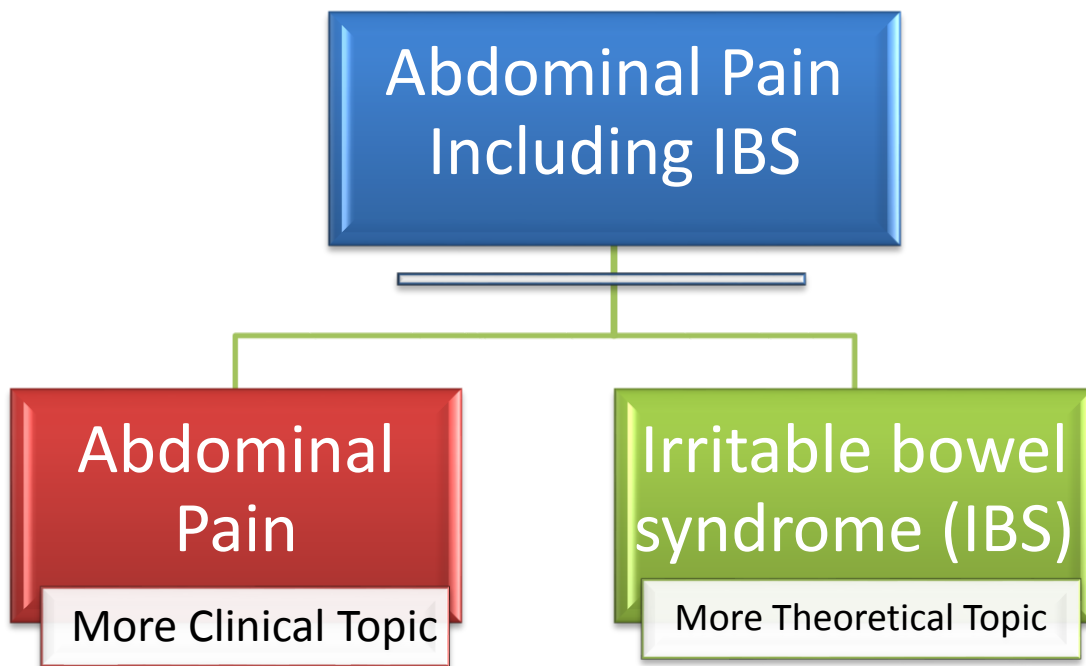 Abdominal Pain
Including IBS
Abdominal
Pain
More Clinical Topic
Irritable bowel
syndrome (IBS)
More Theoretical Topic